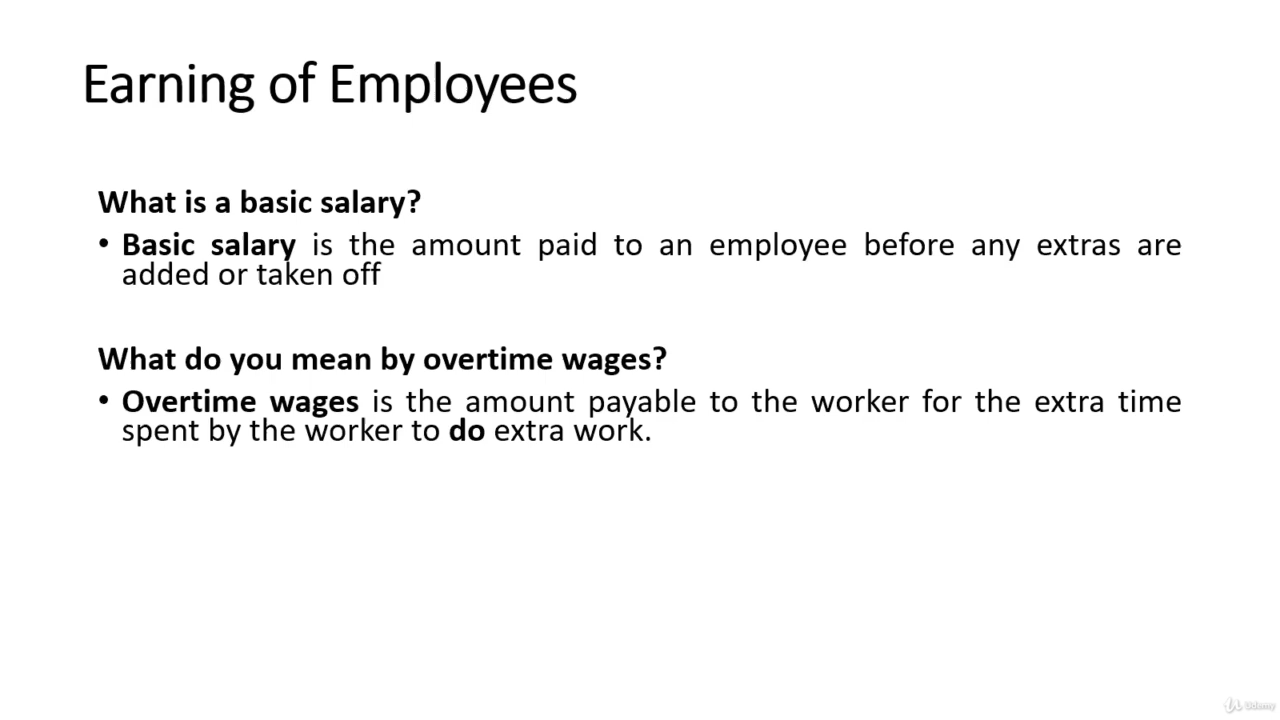 Earning of Employees
What is a basic salary?
• Basic salary is the amount paid to an employee before any extras are
added or taken off
What do you mean by overtime wages?
• Overtime wages is the amount payable to the worker for the extra time
spent by the worker to do extra work.
Udemy